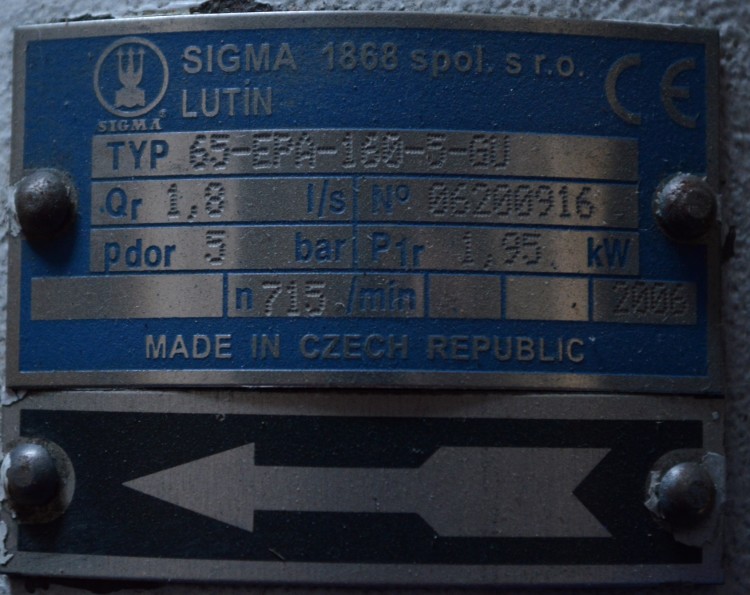 SIGMA 1868 spol. s r.o.
LUTÍN
SIGMA
CE
TYP 65-EPA-160-5-GU
Qr 1,8 l/s Nº 06200916
pdor 5 bar P1r 1,95 kW
n 715 /min 2006
MADE IN CZECH REPUBLIC